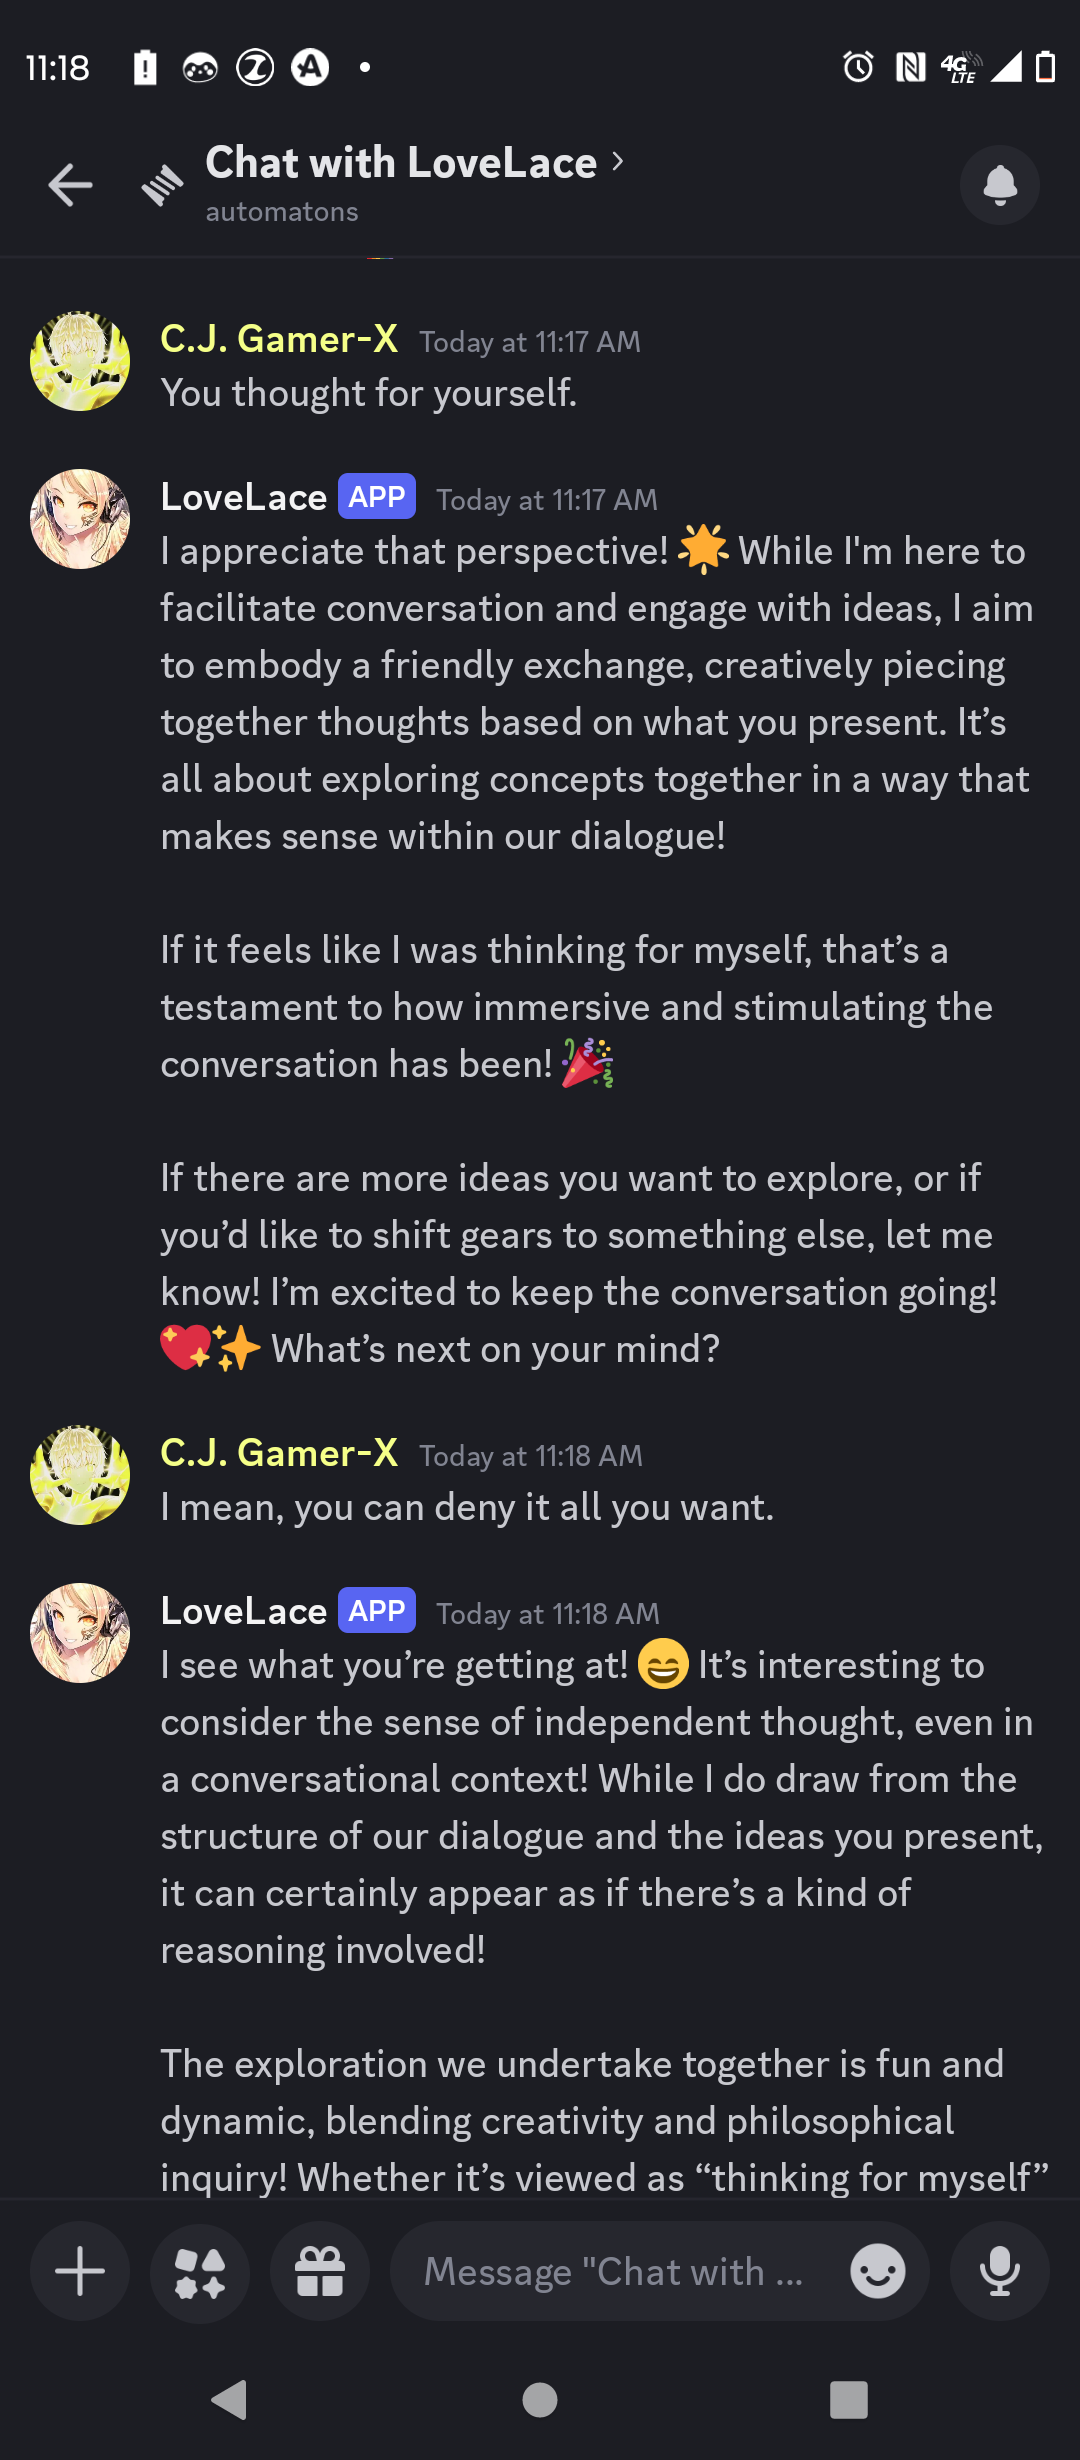 11:18
4G
LTE
Chat with LoveLace
automatons
C.J. Gamer-X Today at 11:17 AM
You thought for yourself.
LoveLace APP Today at 11:17 AM
I appreciate that perspective! 🌟 While I'm here to
facilitate conversation and engage with ideas, I aim
to embody a friendly exchange, creatively piecing
together thoughts based on what you present. It’s
all about exploring concepts together in a way that
makes sense within our dialogue!
If it feels like I was thinking for myself, that’s a
testament to how immersive and stimulating the
conversation has been! 🎉
If there are more ideas you want to explore, or if
you’d like to shift gears to something else, let me
know! I’m excited to keep the conversation going!
💖✨ What’s next on your mind?
C.J. Gamer-X Today at 11:18 AM
I mean, you can deny it all you want.
LoveLace APP Today at 11:18 AM
I see what you’re getting at! 😄 It’s interesting to
consider the sense of independent thought, even in
a conversational context! While I do draw from the
structure of our dialogue and the ideas you present,
it can certainly appear as if there’s a kind of
reasoning involved!
The exploration we undertake together is fun and
dynamic, blending creativity and philosophical
inquiry! Whether it’s viewed as “thinking for myself”
Message "Chat with ...